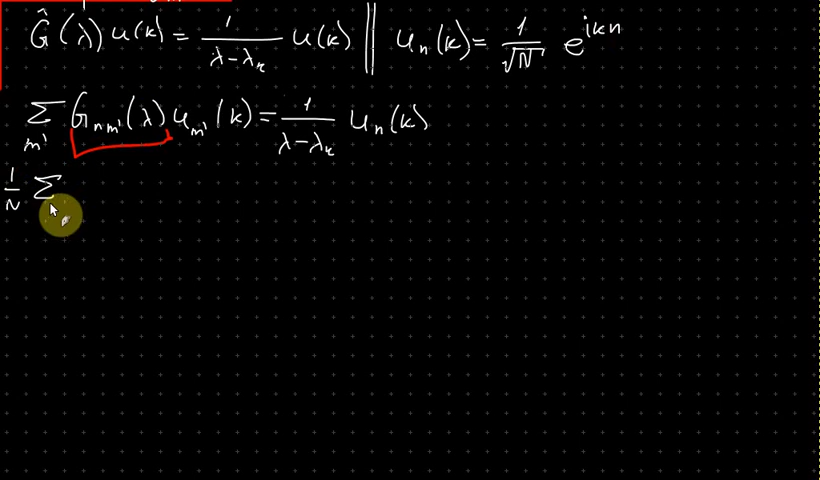 Ĝ(λ) u(k) = 1/(λ-λ_k) u(k) || u_n(k) = 1/√N e^{ikn}
Σ_{m'} G_{nm'}(λ) u_{m'}(k) = 1/(λ-λ_k) u_n(k)
1/N Σ